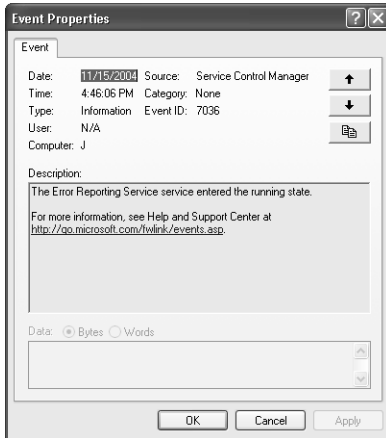 Event Properties
Event
Date: 11/15/2004 Source: Service Control Manager
Time: 4:46:06 PM Category: None
Type: Information Event ID: 7036
User: N/A
Computer: J
Description:
The Error Reporting Service service entered the running state.
For more information, see Help and Support Center at
http://go.microsoft.com/fwlink/events.asp.
Data: Bytes Words
OK Cancel Apply